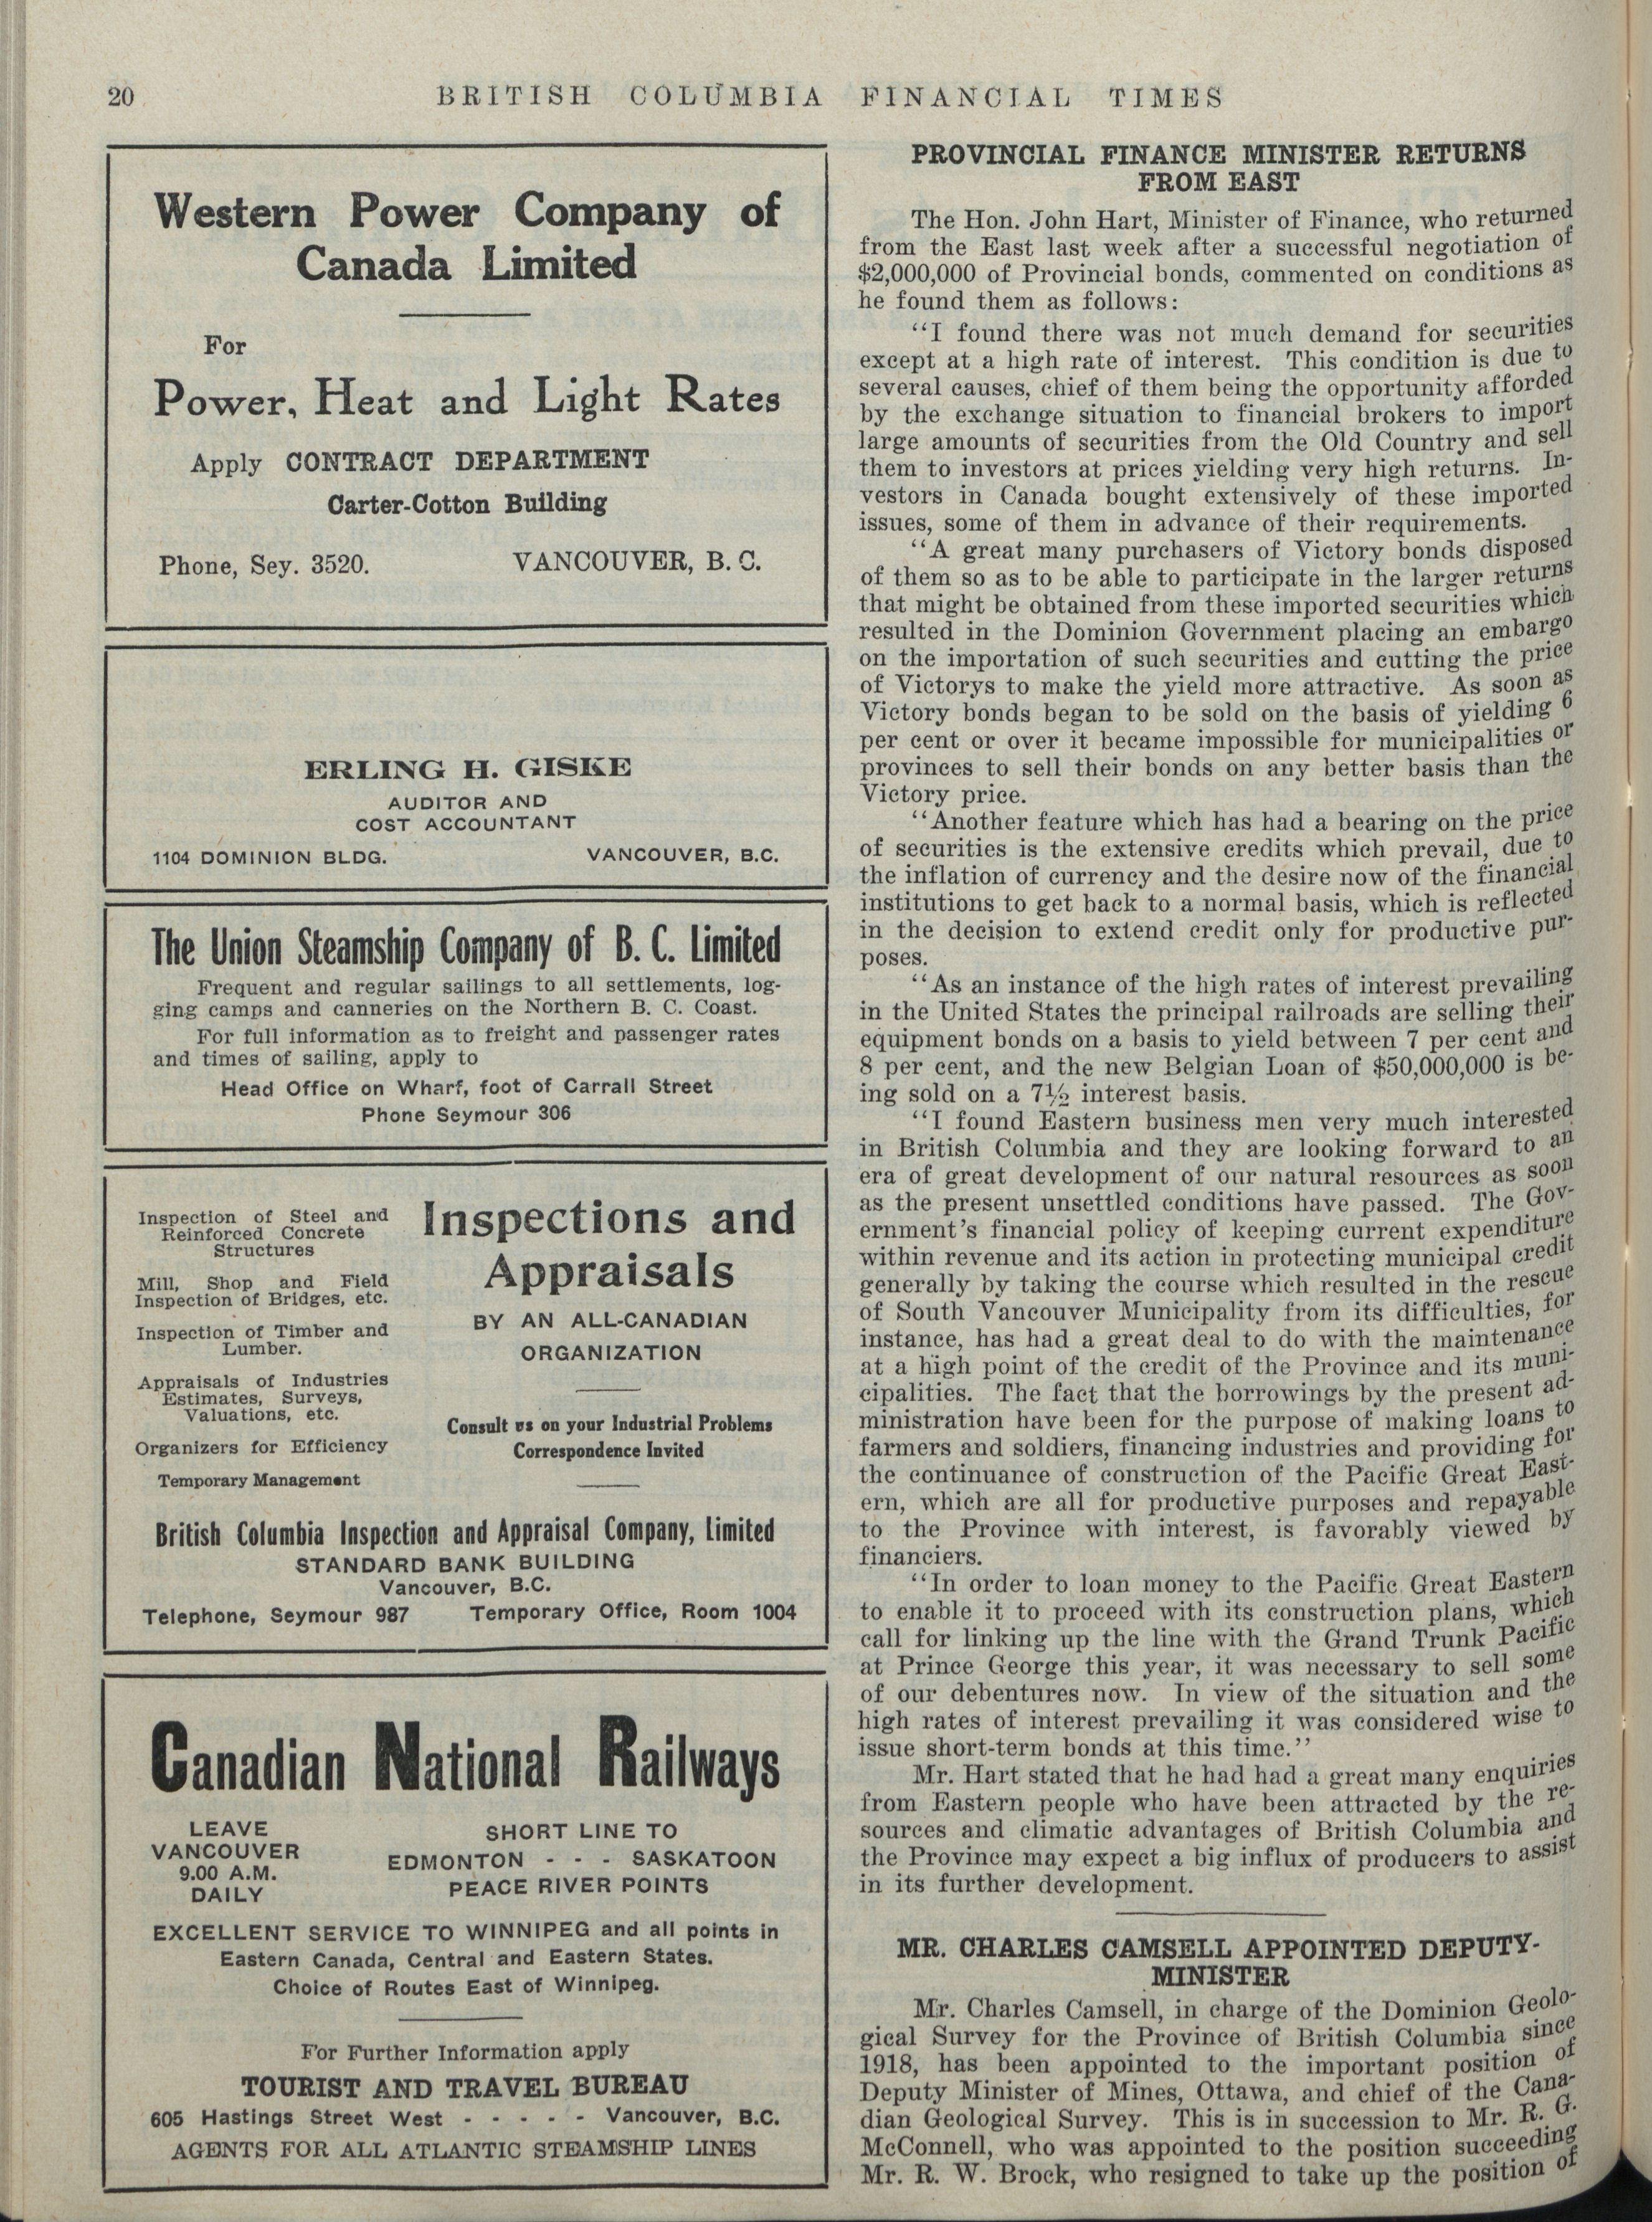 20
BRITISH COLUMBIA FINANCIAL TIMES
Western Power Company of
Canada Limited
For
Power, Heat and Light Rates
Apply CONTRACT DEPARTMENT
Carter-Cotton Building
Phone, Sey. 3520. VANCOUVER, B. C.
ERLING H. GISKE
AUDITOR AND
COST ACCOUNTANT
1104 DOMINION BLDG. VANCOUVER, B.C.
The Union Steamship Company of B. C. Limited
Frequent and regular sailings to all settlements, log-
ging camps and canneries on the Northern B. C. Coast.
For full information as to freight and passenger rates
and times of sailing, apply to
Head Office on Wharf, foot of Carrall Street
Phone Seymour 306
Inspection of Steel and
Reinforced Concrete
Structures
Mill, Shop and Field
Inspection of Bridges, etc.
Inspection of Timber and
Lumber.
Appraisals of Industries
Estimates, Surveys,
Valuations, etc.
Organizers for Efficiency
Temporary Management
Inspections and
Appraisals
BY AN ALL-CANADIAN
ORGANIZATION
Consult us on your Industrial Problems
Correspondence Invited
British Columbia Inspection and Appraisal Company, Limited
STANDARD BANK BUILDING
Vancouver, B.C.
Telephone, Seymour 987 Temporary Office, Room 1004
Canadian National Railways
LEAVE
VANCOUVER
9.00 A.M.
DAILY
SHORT LINE TO
EDMONTON - - - SASKATOON
PEACE RIVER POINTS
EXCELLENT SERVICE TO WINNIPEG and all points in
Eastern Canada, Central and Eastern States.
Choice of Routes East of Winnipeg.
For Further Information apply
TOURIST AND TRAVEL BUREAU
605 Hastings Street West - - - - - Vancouver, B.C.
AGENTS FOR ALL ATLANTIC STEAMSHIP LINES
PROVINCIAL FINANCE MINISTER RETURNS
FROM EAST
The Hon. John Hart, Minister of Finance, who returned
from the East last week after a successful negotiation of
$2,000,000 of Provincial bonds, commented on conditions as
he found them as follows:
"I found there was not much demand for securities
except at a high rate of interest. This condition is due to
several causes, chief of them being the opportunity afforded
by the exchange situation to financial brokers to import
large amounts of securities from the Old Country and sell
them to investors at prices yielding very high returns. In-
vestors in Canada bought extensively of these imported
issues, some of them in advance of their requirements.
"A great many purchasers of Victory bonds disposed
of them so as to be able to participate in the larger returns
that might be obtained from these imported securities which
resulted in the Dominion Government placing an embargo
on the importation of such securities and cutting the price
of Victorys to make the yield more attractive. As soon as
Victory bonds began to be sold on the basis of yielding 6
per cent or over it became impossible for municipalities or
provinces to sell their bonds on any better basis than the
Victory price.
"Another feature which has had a bearing on the price
of securities is the extensive credits which prevail, due to
the inflation of currency and the desire now of the financial
institutions to get back to a normal basis, which is reflected
in the decision to extend credit only for productive pur-
poses.
"As an instance of the high rates of interest prevailing
in the United States the principal railroads are selling their
equipment bonds on a basis to yield between 7 per cent and
8 per cent, and the new Belgian Loan of $50,000,000 is be-
ing sold on a 7½ interest basis.
"I found Eastern business men very much interested
in British Columbia and they are looking forward to an
era of great development of our natural resources as soon
as the present unsettled conditions have passed. The Gov-
ernment's financial policy of keeping current expenditure
within revenue and its action in protecting municipal credit
generally by taking the course which resulted in the rescue
of South Vancouver Municipality from its difficulties, for
instance, has had a great deal to do with the maintenance
at a high point of the credit of the Province and its muni-
cipalities. The fact that the borrowings by the present ad-
ministration have been for the purpose of making loans to
farmers and soldiers, financing industries and providing for
the continuance of construction of the Pacific Great East-
ern, which are all for productive purposes and repayable
to the Province with interest, is favorably viewed by
financiers.
"In order to loan money to the Pacific Great Eastern
to enable it to proceed with its construction plans, which
call for linking up the line with the Grand Trunk Pacific
at Prince George this year, it was necessary to sell some
of our debentures now. In view of the situation and the
high rates of interest prevailing it was considered wise to
issue short-term bonds at this time."
Mr. Hart stated that he had had a great many enquiries
from Eastern people who have been attracted by the re-
sources and climatic advantages of British Columbia and
the Province may expect a big influx of producers to assist
in its further development.
MR. CHARLES CAMSELL APPOINTED DEPUTY-
MINISTER
Mr. Charles Camsell, in charge of the Dominion Geolo-
gical Survey for the Province of British Columbia since
1918, has been appointed to the important position of
Deputy Minister of Mines, Ottawa, and chief of the Cana-
dian Geological Survey. This is in succession to Mr. R. G.
McConnell, who was appointed to the position succeeding
Mr. R. W. Brock, who resigned to take up the position of